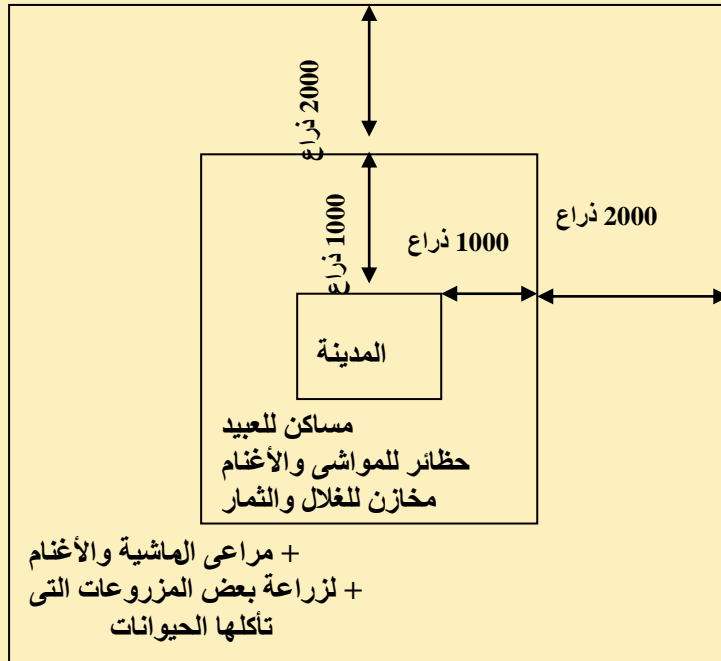 2000 ذراع
1000 ذراع
1000 ذراع
2000 ذراع
المدينة
مساكن للعبيد
حظائر للمواشى والأغنام
مخازن للغلال والثمار
+ مراعى الماشية والأغنام
+ لزراعة بعض المزروعات التى
تأكلها الحيوانات